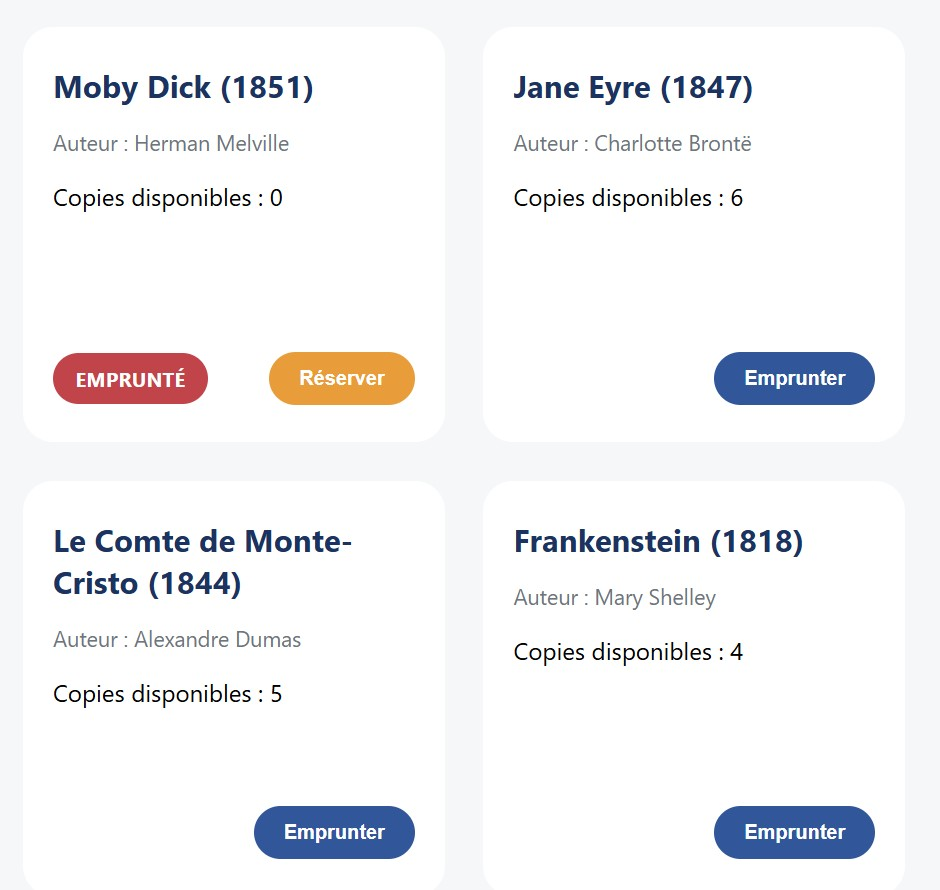 Moby Dick (1851)
Auteur : Herman Melville
Copies disponibles : 0
EMPRUNTÉ
Réserver
Jane Eyre (1847)
Auteur : Charlotte Brontë
Copies disponibles : 6
Emprunter
Le Comte de Monte-
Cristo (1844)
Auteur : Alexandre Dumas
Copies disponibles : 5
Emprunter
Frankenstein (1818)
Auteur : Mary Shelley
Copies disponibles : 4
Emprunter